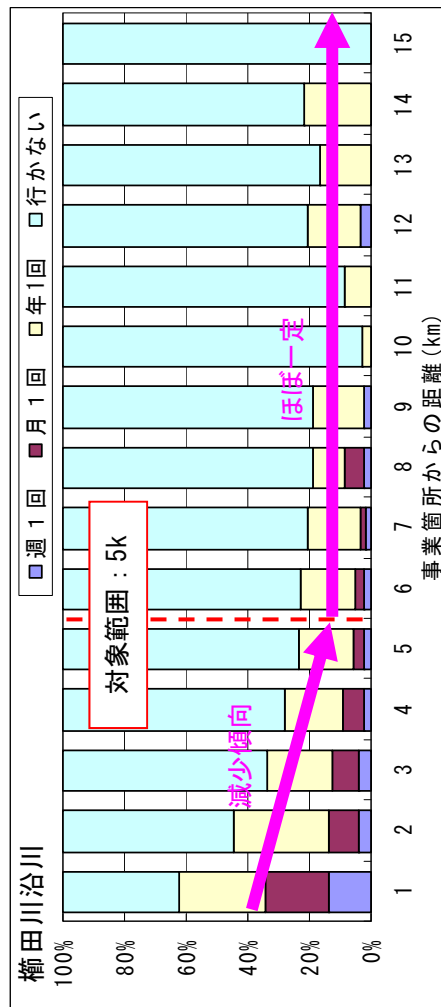 櫛田川沿川
週1回 月1回 年1回 行かない
100%
80%
60%
40%
20%
0%
対象範囲：5k
減少傾向
ほぼ一定
1 2 3 4 5 6 7 8 9 10 11 12 13 14 15
事業箇所からの距離(km)